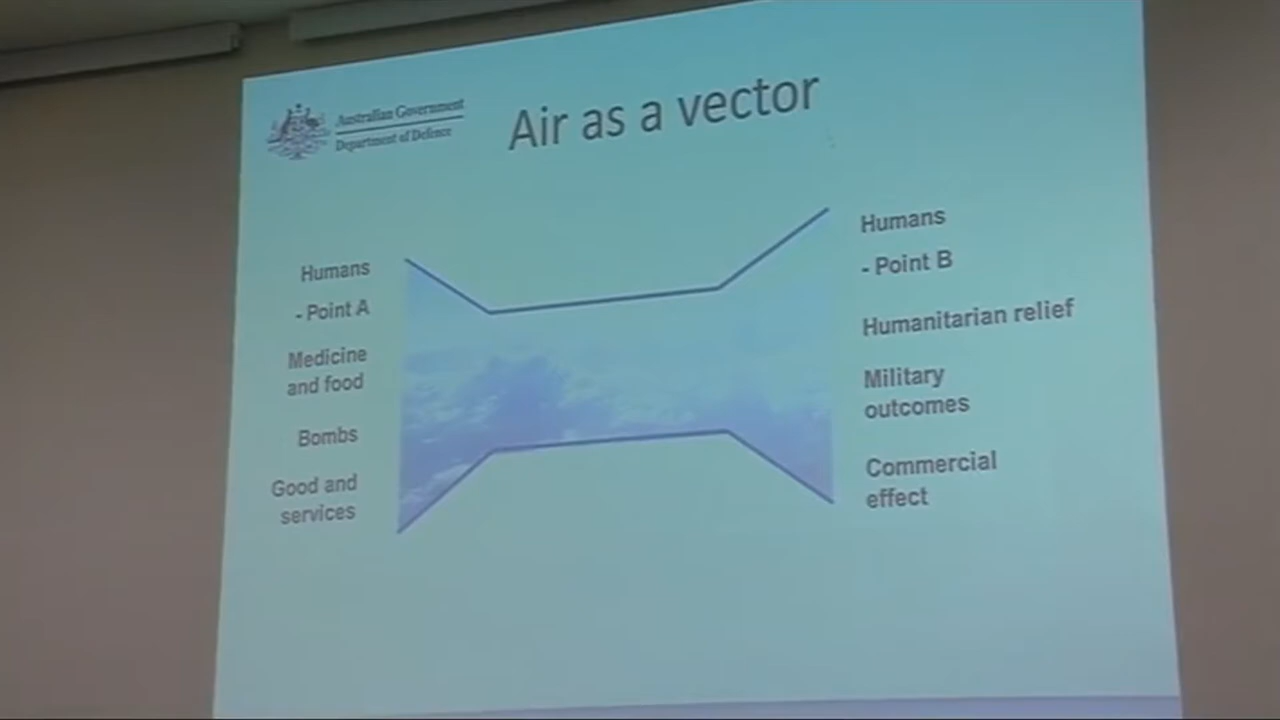 Australian Government
Department of Defence
Air as a vector
Humans
- Point A
Medicine
and food
Bombs
Good and
services
Humans
- Point B
Humanitarian relief
Military
outcomes
Commercial
effect